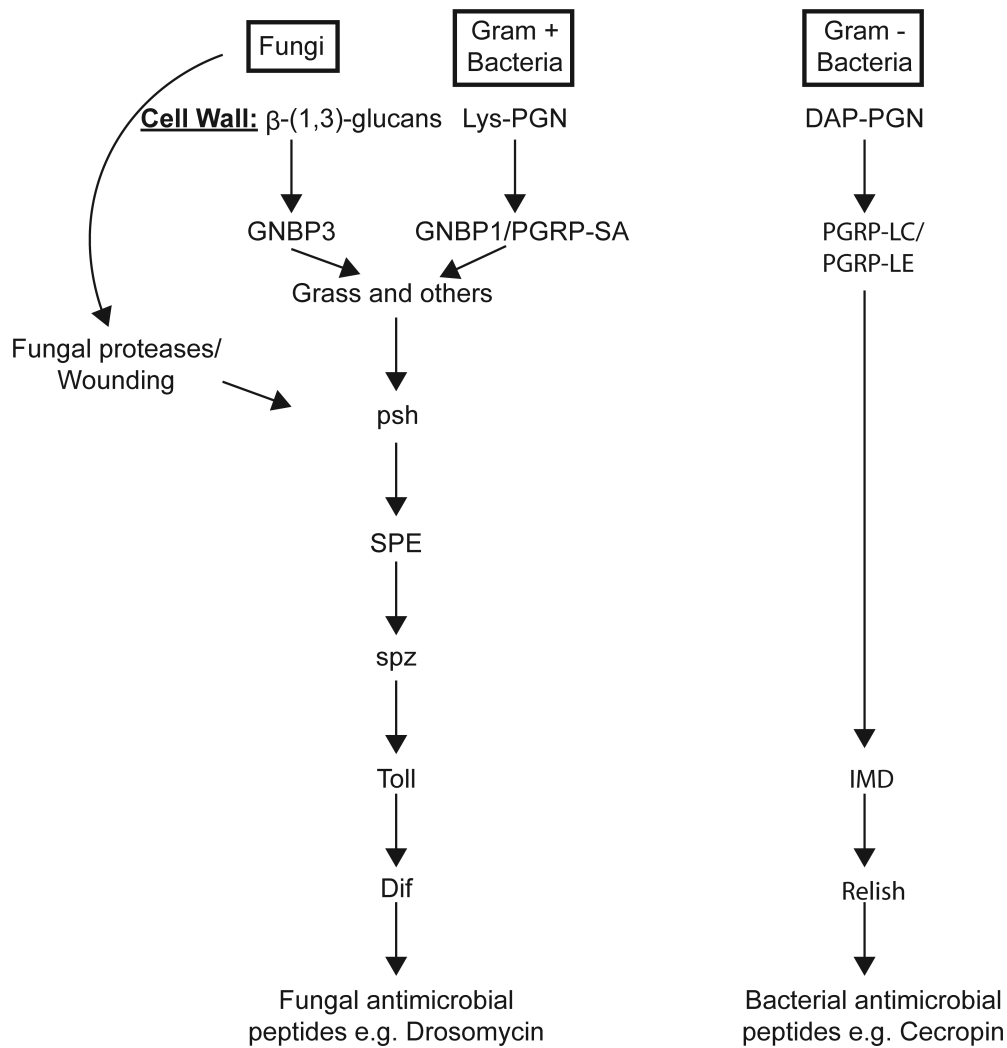 Fungi
Gram +
Bacteria
Gram -
Bacteria
Cell Wall: β-(1,3)-glucans
Lys-PGN
DAP-PGN
GNBP3
GNBP1/PGRP-SA
PGRP-LC/
PGRP-LE
Grass and others
Fungal proteases/
Wounding
psh
SPE
spz
Toll
IMD
Dif
Relish
Fungal antimicrobial
peptides e.g. Drosomycin
Bacterial antimicrobial
peptides e.g. Cecropin